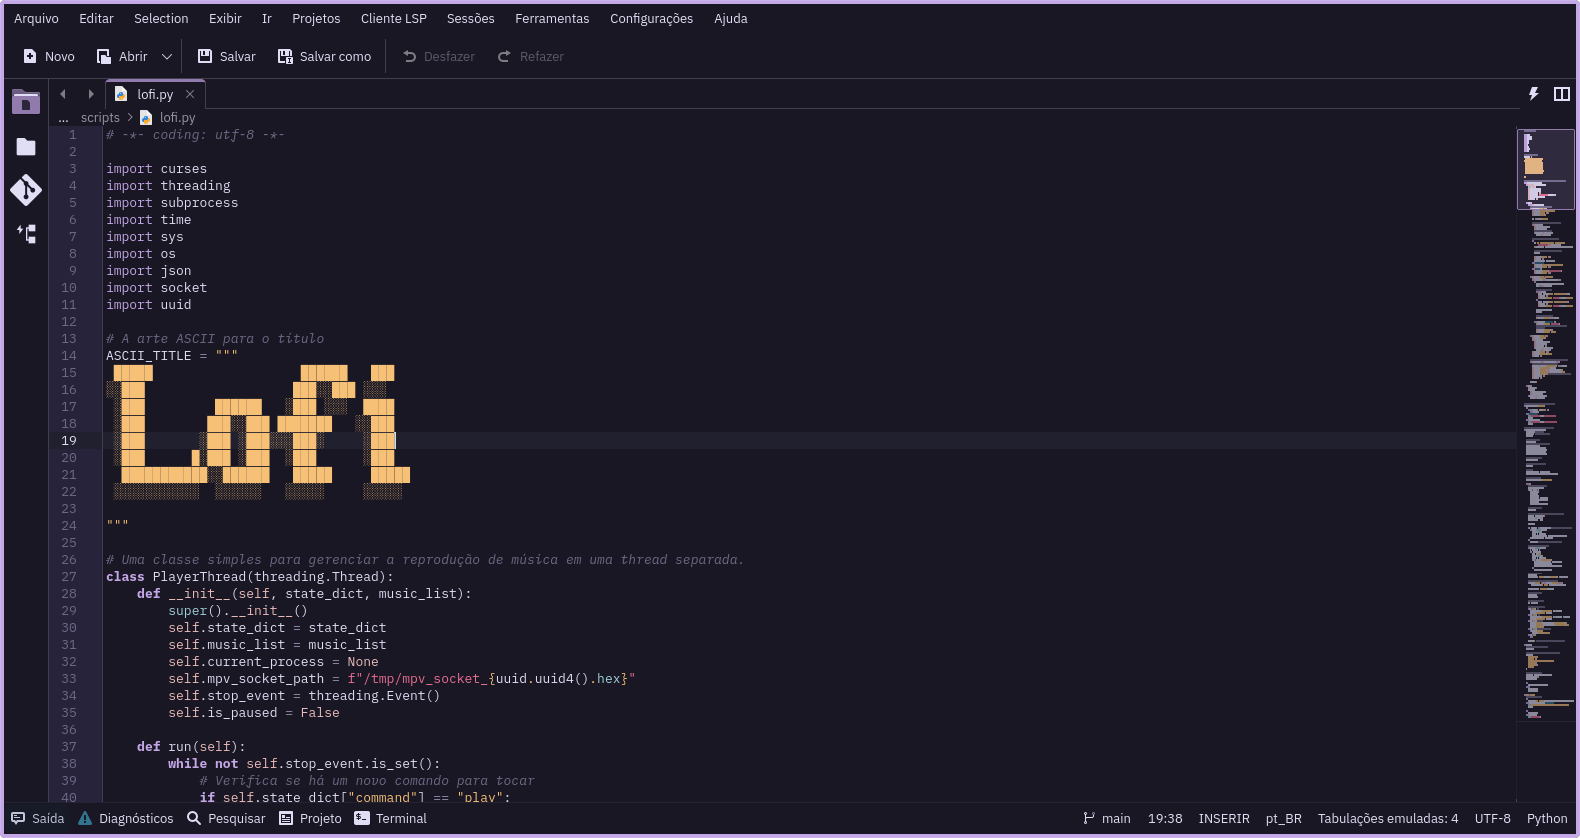 Arquivo Editar Selection Exibir Ir Projetos Cliente LSP Sessões Ferramentas Configurações Ajuda
Novo Abrir Salvar Salvar como Desfazer Refazer
lofi.py
... scripts > lofi.py
1 # -*- coding: utf-8 -*-
2
3 import curses
4 import threading
5 import subprocess
6 import time
7 import sys
8 import os
9 import json
10 import socket
11 import uuid
12
13 # A arte ASCII para o título
14 ASCII_TITLE = """
15
16
17
18
19
20
21
22
23
24 """
25
26 # Uma classe simples para gerenciar a reprodução de música em uma thread separada.
27 class PlayerThread(threading.Thread):
28     def __init__(self, state_dict, music_list):
29         super().__init__()
30         self.state_dict = state_dict
31         self.music_list = music_list
32         self.current_process = None
33         self.mpv_socket_path = f"/tmp/mpv_socket_{uuid.uuid4().hex}"
34         self.stop_event = threading.Event()
35         self.is_paused = False
36
37     def run(self):
38         while not self.stop_event.is_set():
39             # Verifica se há um novo comando para tocar
40             if self.state_dict["command"] == "play":
Saída Diagnósticos Pesquisar Projeto Terminal main 19:38 INSERIR pt_BR Tabulações emuladas: 4 UTF-8 Python